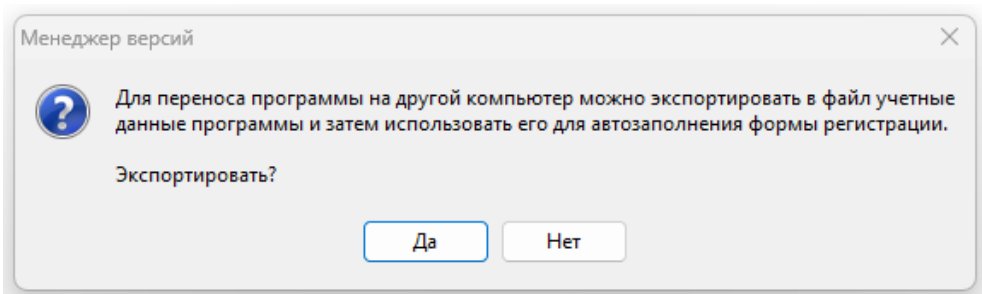 Менеджер версий
Для переноса программы на другой компьютер можно экспортировать в файл учетные
данные программы и затем использовать его для автозаполнения формы регистрации.
Экспортировать?
Да
Нет